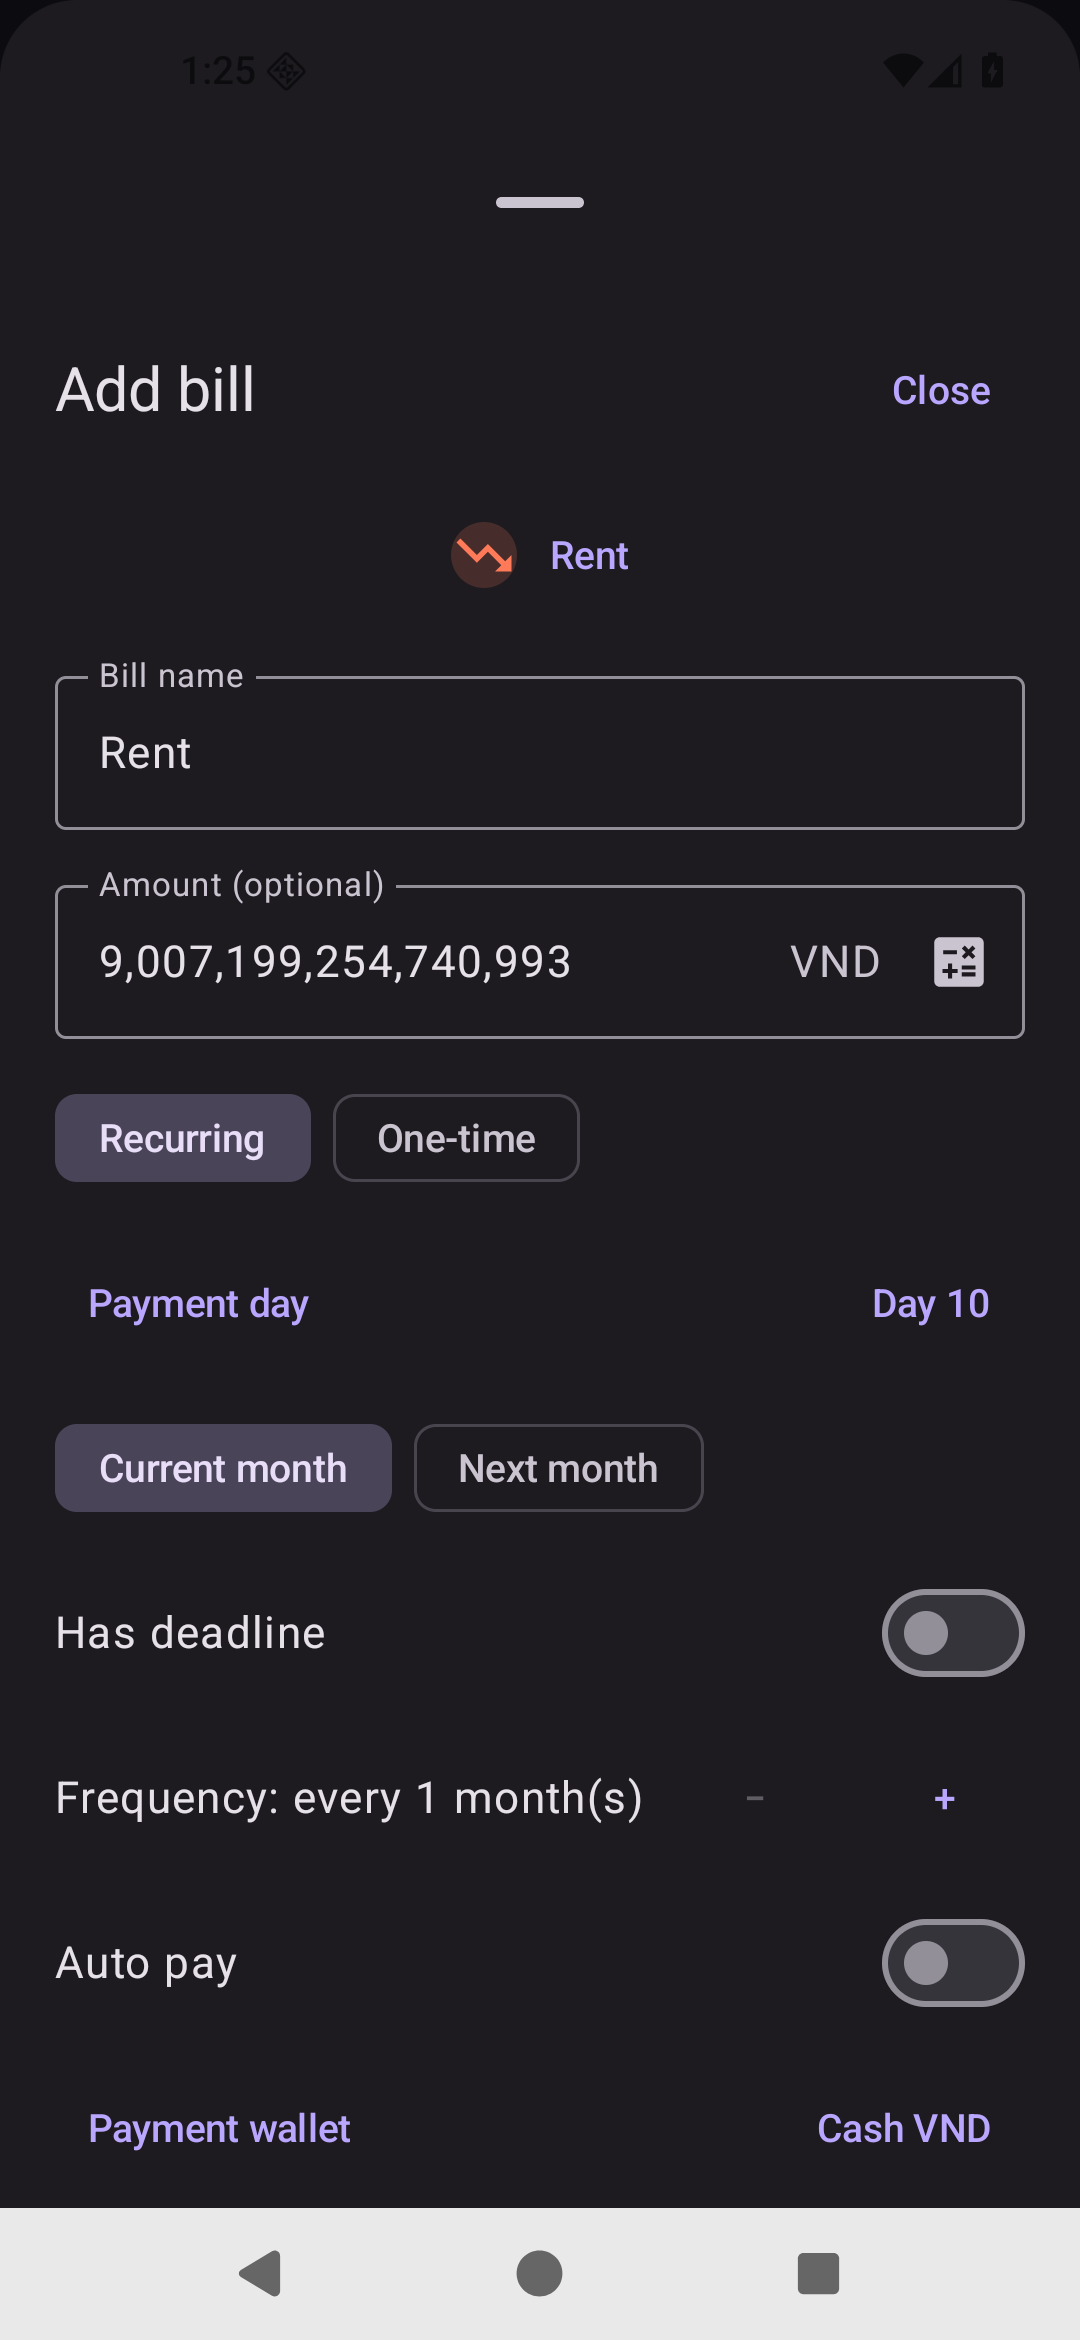 1:25
Add bill
Close
Rent
Bill name
Rent
Amount (optional)
9,007,199,254,740,993 VND
Recurring One-time
Payment day Day 10
Current month Next month
Has deadline
Frequency: every 1 month(s) − +
Auto pay
Payment wallet Cash VND